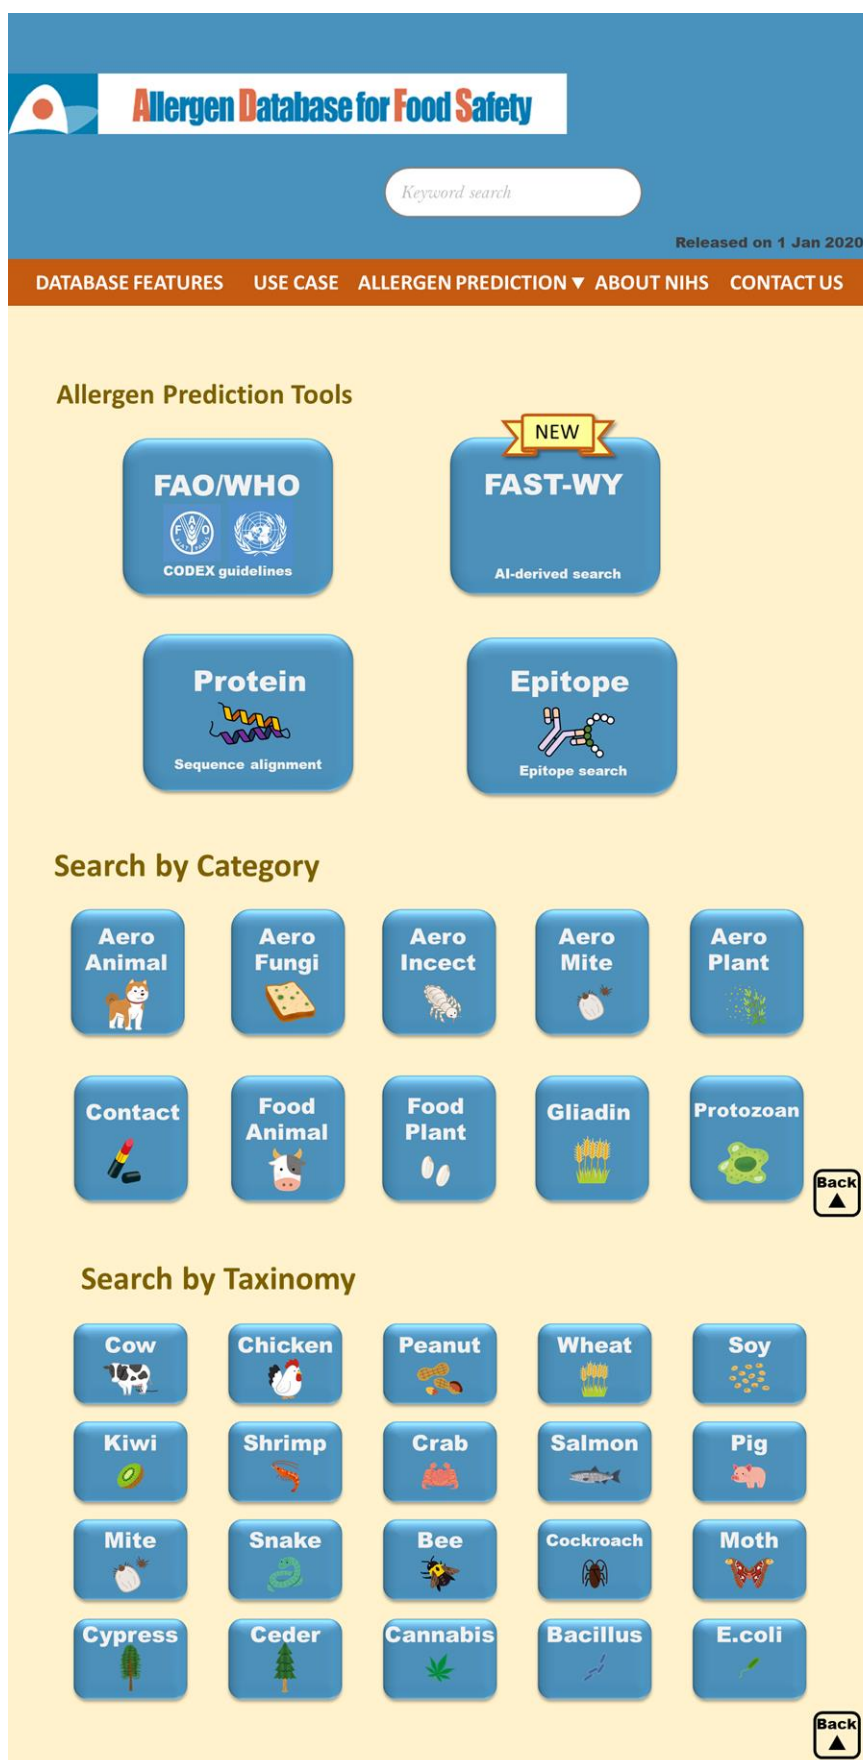 Allergen Database for Food Safety
Keyword search
Released on 1 Jan 2020
DATABASE FEATURES USE CASE ALLERGEN PREDICTION ▼ ABOUT NIHS CONTACT US
Allergen Prediction Tools
NEW
FAO/WHO
FAST-WY
F A O
FIAT PANIS
CODEX guidelines
AI-derived search
Protein
Epitope
Sequence alignment
Epitope search
Search by Category
Aero Animal
Aero Fungi
Aero Incect
Aero Mite
Aero Plant
Contact
Food Animal
Food Plant
Gliadin
Protozoan
Back
▲
Search by Taxinomy
Cow
Chicken
Peanut
Wheat
Soy
Kiwi
Shrimp
Crab
Salmon
Pig
Mite
Snake
Bee
Cockroach
Moth
Cypress
Ceder
Cannabis
Bacillus
E.coli
Back
▲